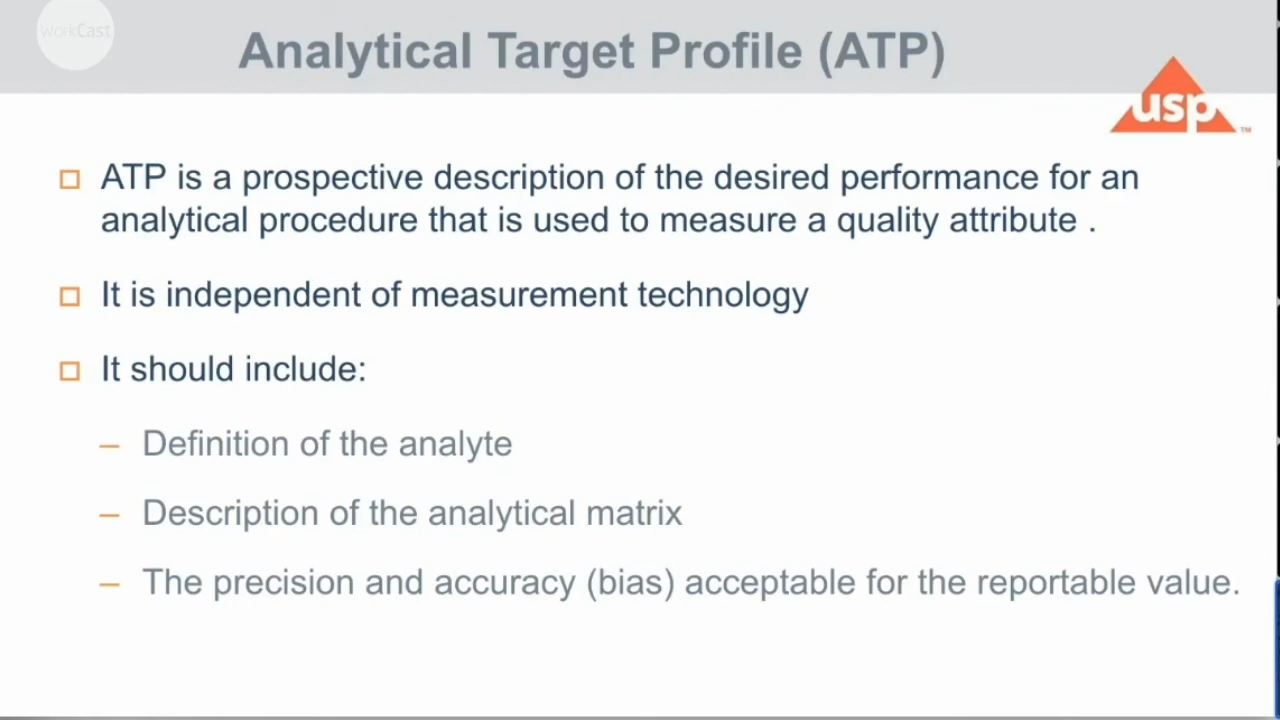 WorkCast
Analytical Target Profile (ATP)
usp
TM
ATP is a prospective description of the desired performance for an
analytical procedure that is used to measure a quality attribute .
It is independent of measurement technology
It should include:
– Definition of the analyte
– Description of the analytical matrix
– The precision and accuracy (bias) acceptable for the reportable value.